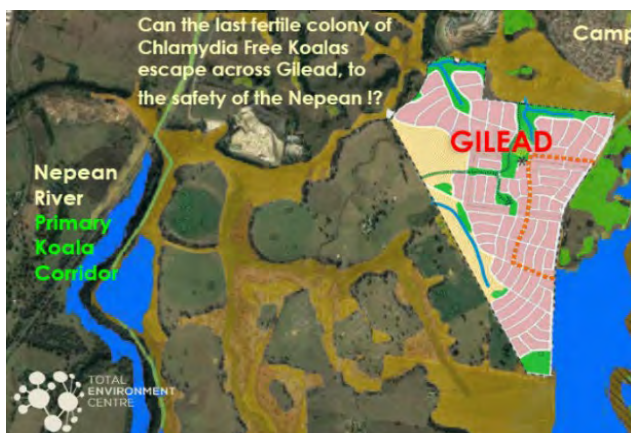 Can the last fertile colony of
Chlamydia Free Koalas
escape across Gilead, to
the safety of the Nepean !?
Camp
GILEAD
Nepean
River
Primary
Koala
Corridor
TOTAL
ENVIRONMENT
CENTRE